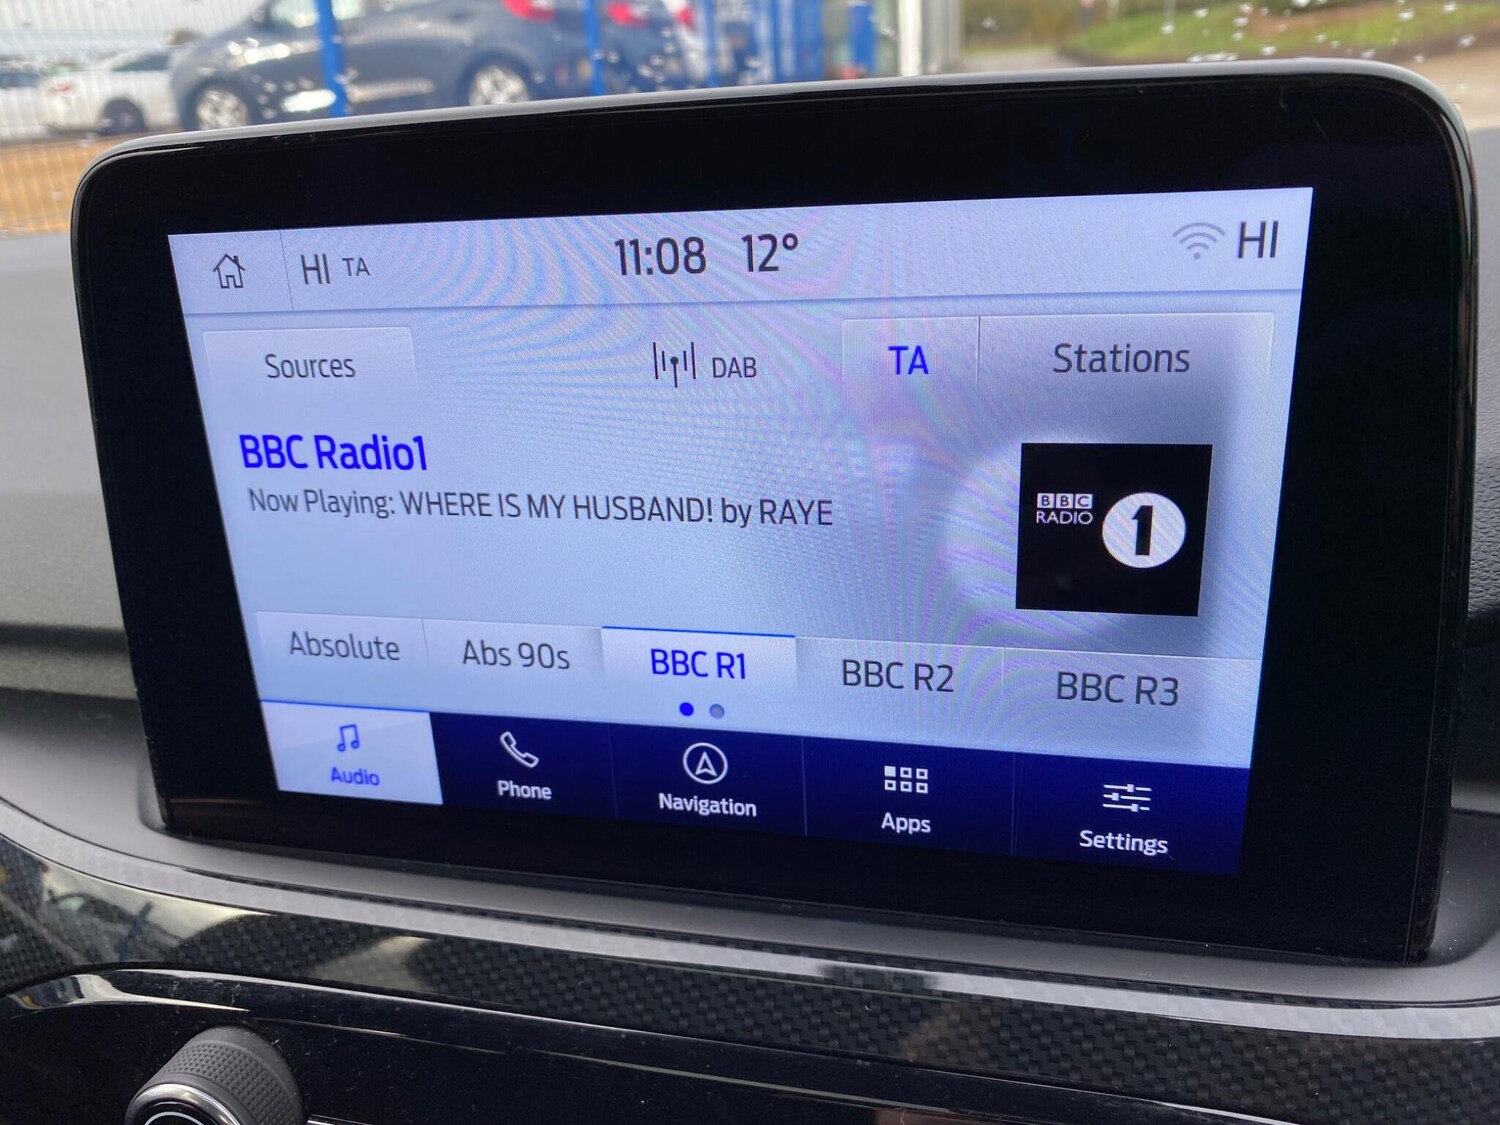 HI TA 11:08 12° HI
Sources DAB TA Stations
BBC Radio1
Now Playing: WHERE IS MY HUSBAND! by RAYE
BBC
RADIO 1
Absolute Abs 90s BBC R1 BBC R2 BBC R3
Audio Phone Navigation Apps Settings